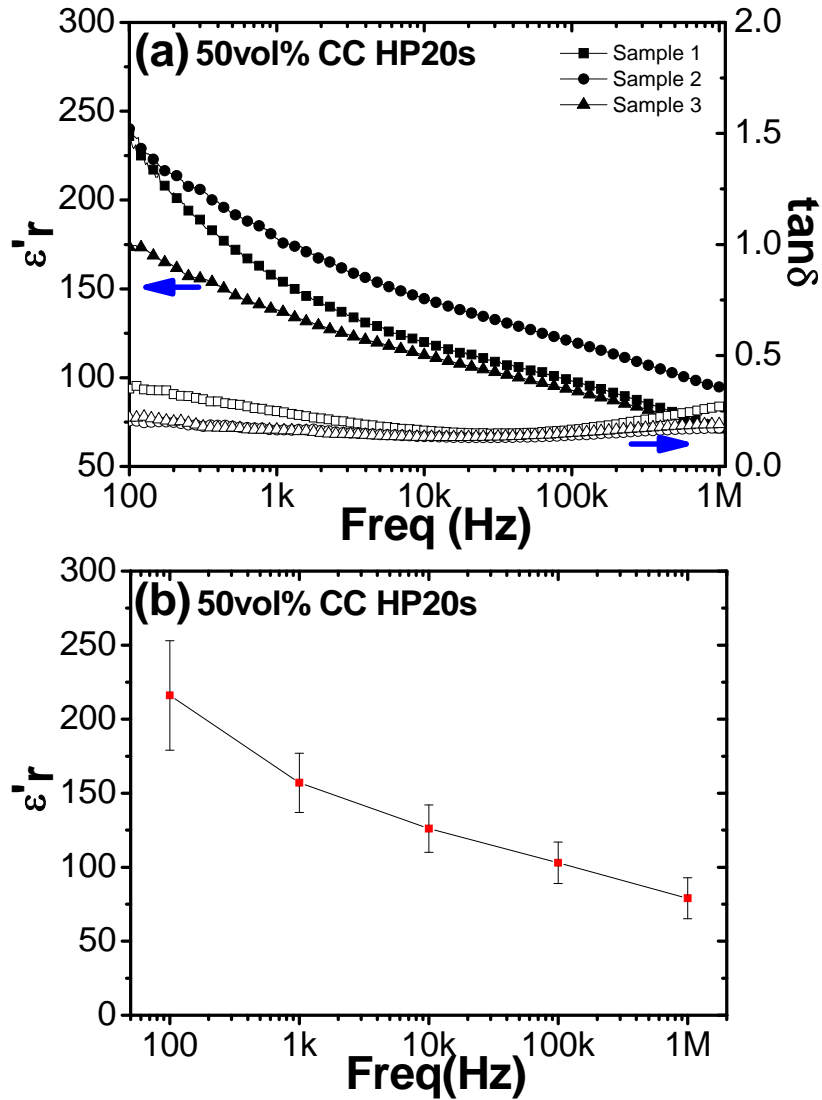 (a) 50vol% CC HP20s
Sample 1
Sample 2
Sample 3
300
250
200
150
100
50
ε'r
2.0
1.5
1.0
0.5
0.0
tanδ
100
1k
10k
100k
1M
Freq (Hz)
(b) 50vol% CC HP20s
300
250
200
150
100
50
0
ε'r
100
1k
10k
100k
1M
Freq(Hz)